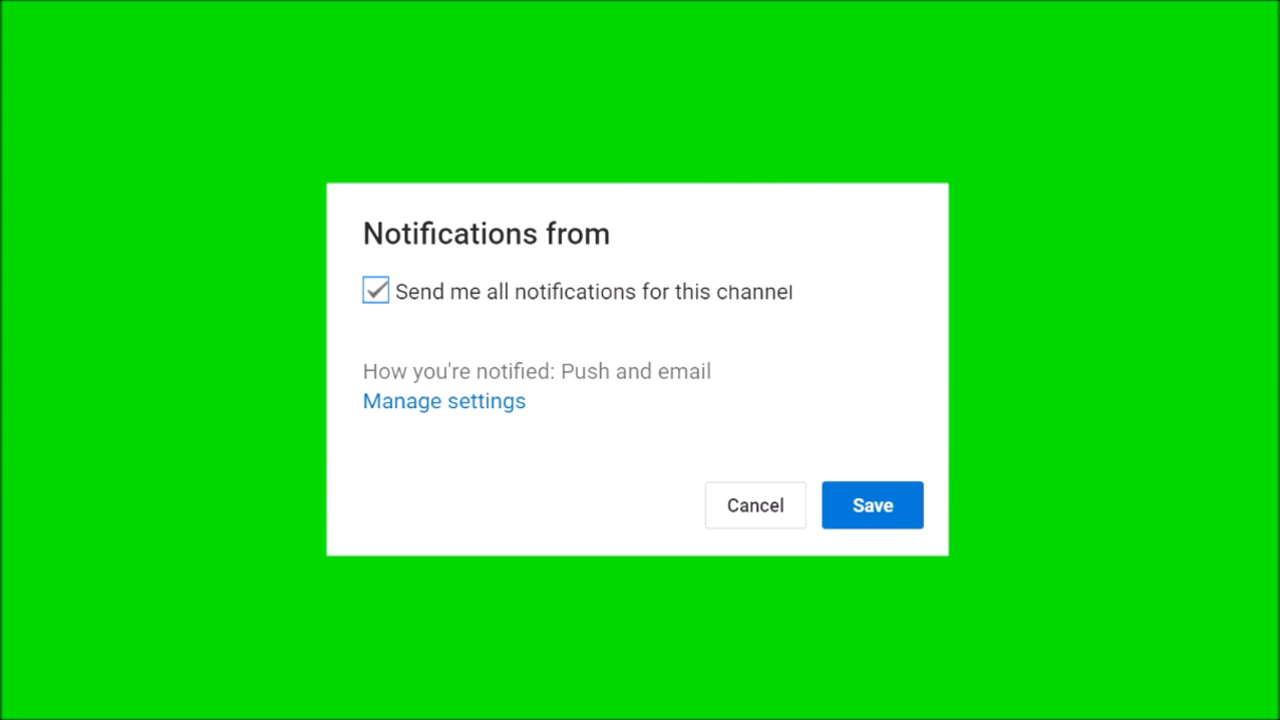 Notifications from
Send me all notifications for this channel
How you're notified: Push and email
Manage settings
Cancel
Save